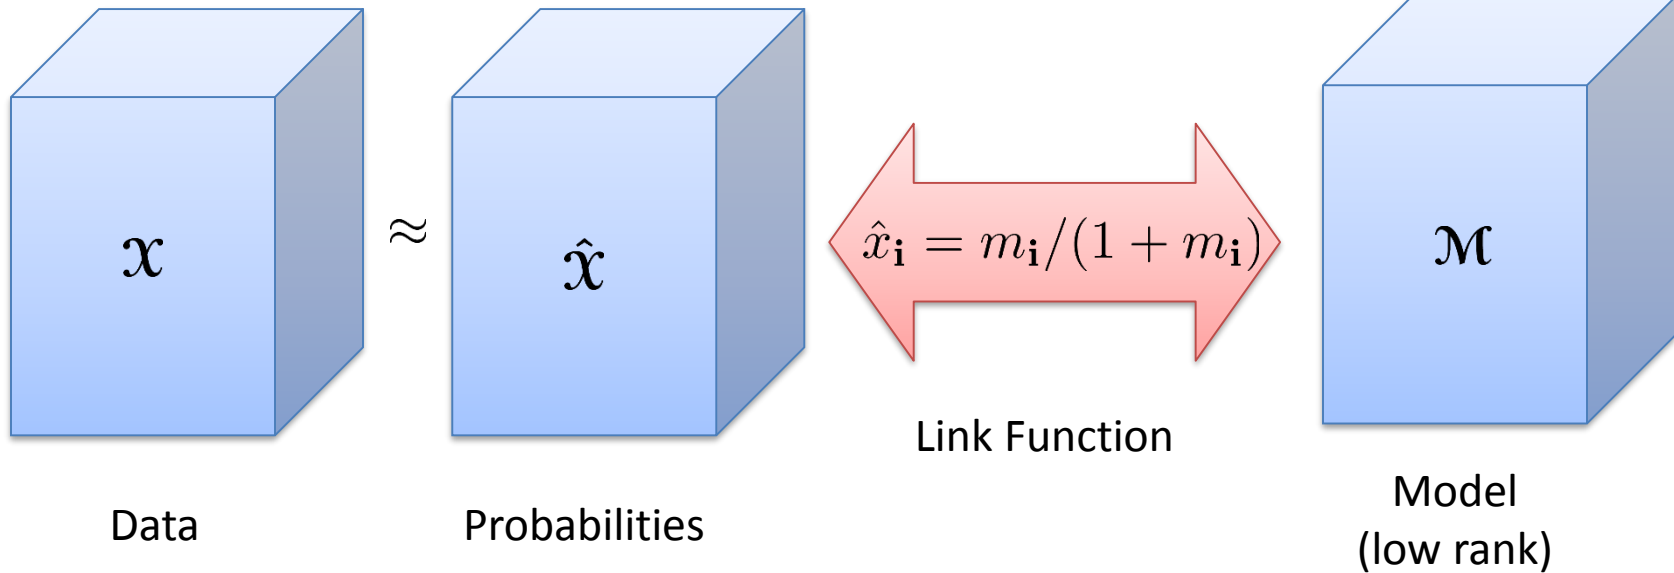 𝒳
≈
𝒳̂
x̂ᵢ = mᵢ/(1 + mᵢ)
ℳ
Link Function
Data
Probabilities
Model
(low rank)